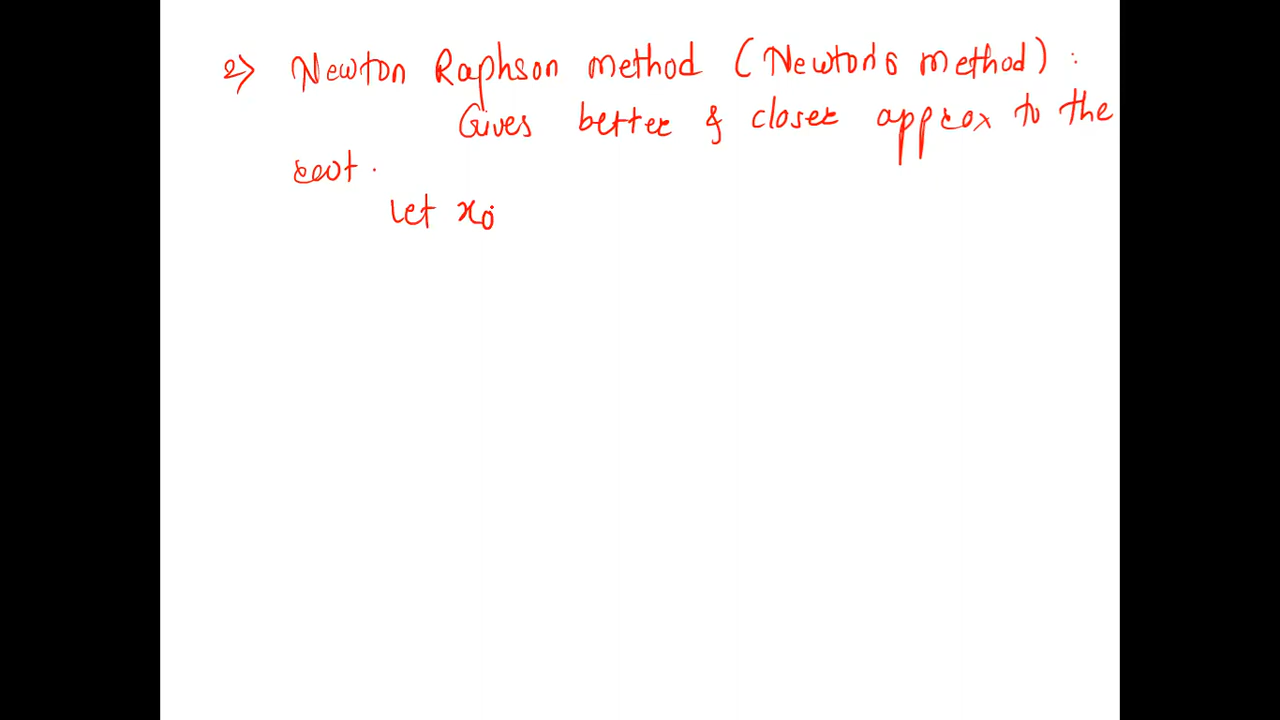 2) Newton Raphson method (Newton's method) :
Gives better & closer approx to the
root .
Let x₀